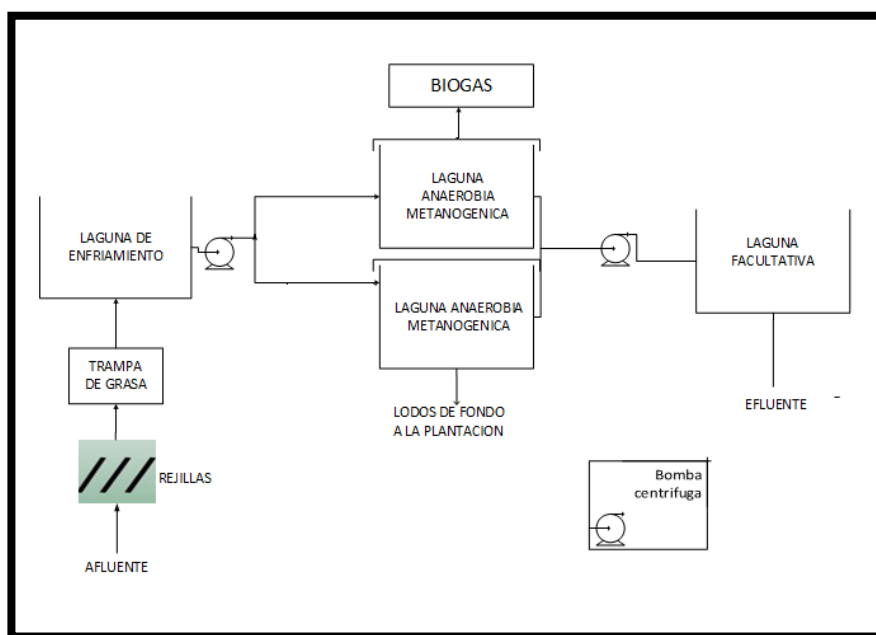 BIOGAS
LAGUNA
ANAEROBIA
METANOGENICA
LAGUNA DE
ENFRIAMIENTO
LAGUNA
FACULTATIVA
LAGUNA ANAEROBIA
METANOGENICA
TRAMPA
DE GRASA
LODOS DE FONDO
A LA PLANTACION
EFLUENTE
REJILLAS
Bomba
centrifuga
AFLUENTE